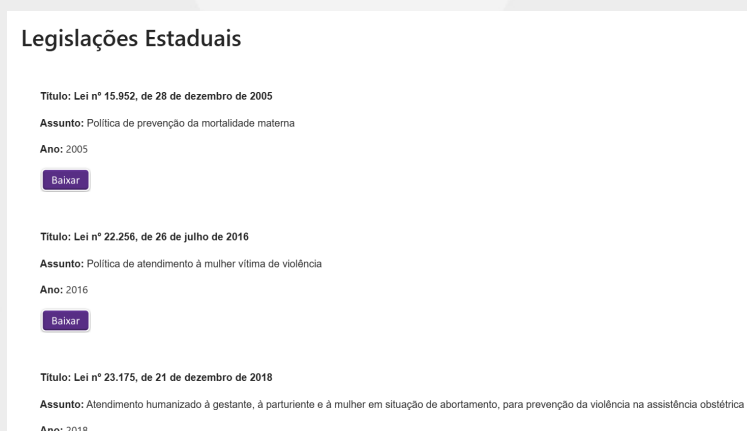 Legislações Estaduais
Título: Lei nº 15.952, de 28 de dezembro de 2005
Assunto: Política de prevenção da mortalidade materna
Ano: 2005
Baixar
Título: Lei nº 22.256, de 26 de julho de 2016
Assunto: Política de atendimento à mulher vítima de violência
Ano: 2016
Baixar
Título: Lei nº 23.175, de 21 de dezembro de 2018
Assunto: Atendimento humanizado à gestante, à parturiente e à mulher em situação de abortamento, para prevenção da violência na assistência obstétrica
Ano: 2018